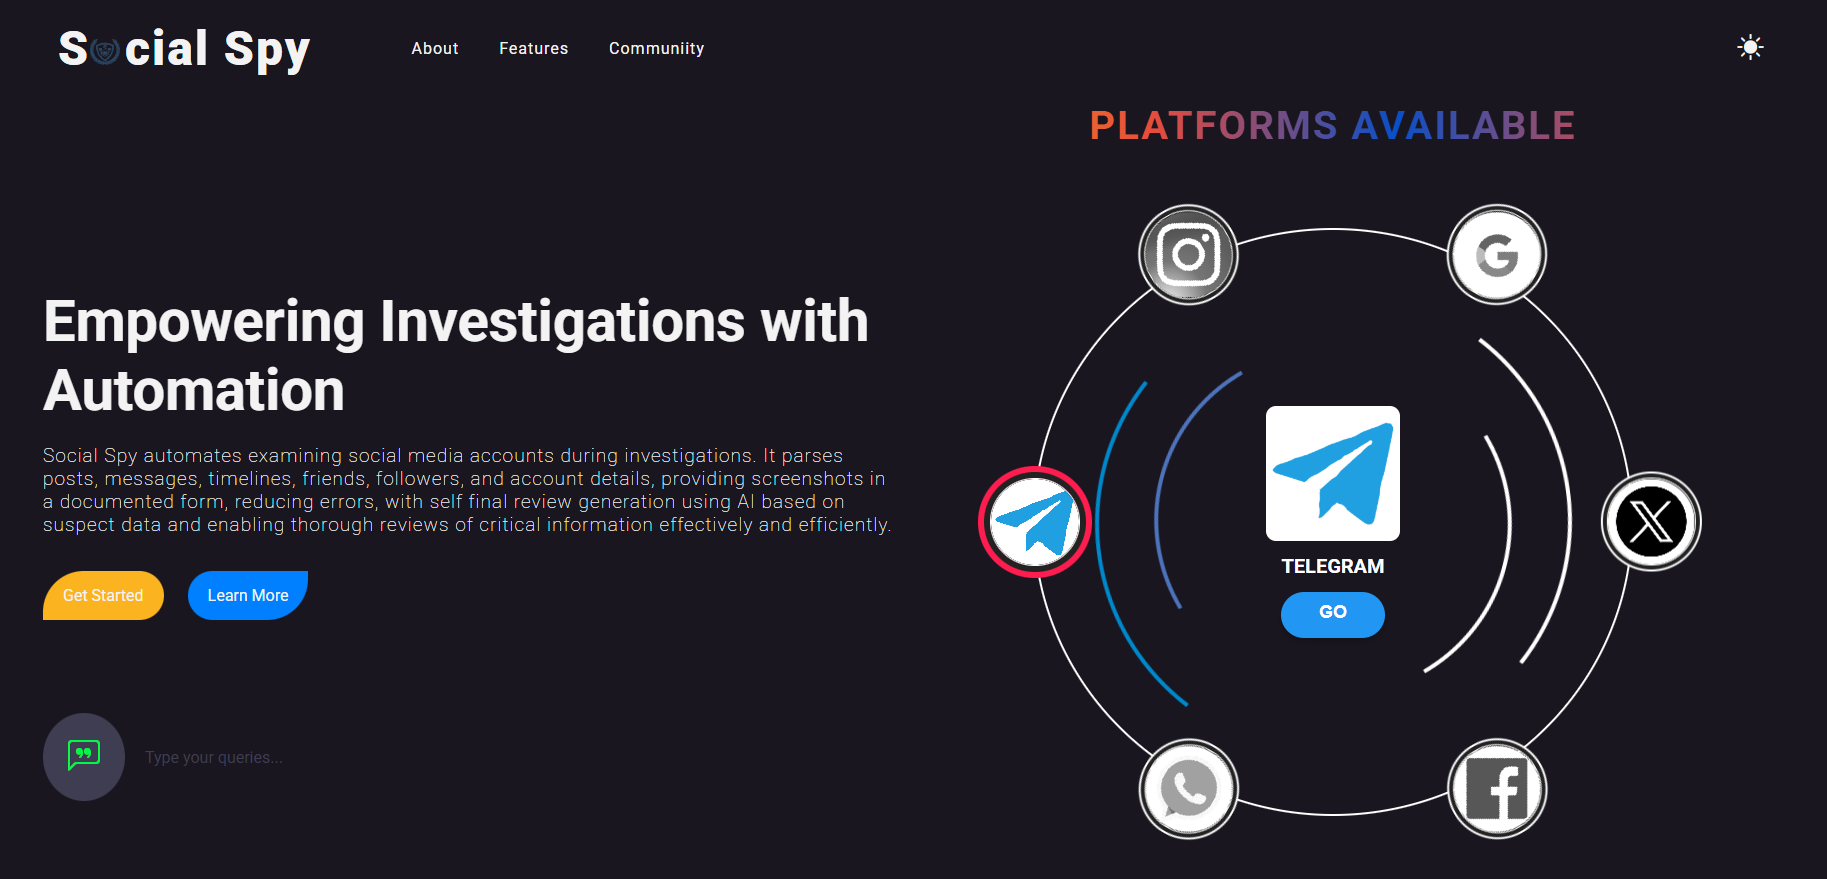 Social Spy
About
Features
Communiity
PLATFORMS AVAILABLE
Empowering Investigations with
Automation
Social Spy automates examining social media accounts during investigations. It parses
posts, messages, timelines, friends, followers, and account details, providing screenshots in
a documented form, reducing errors, with self final review generation using AI based on
suspect data and enabling thorough reviews of critical information effectively and efficiently.
Get Started
Learn More
Type your queries...
TELEGRAM
GO